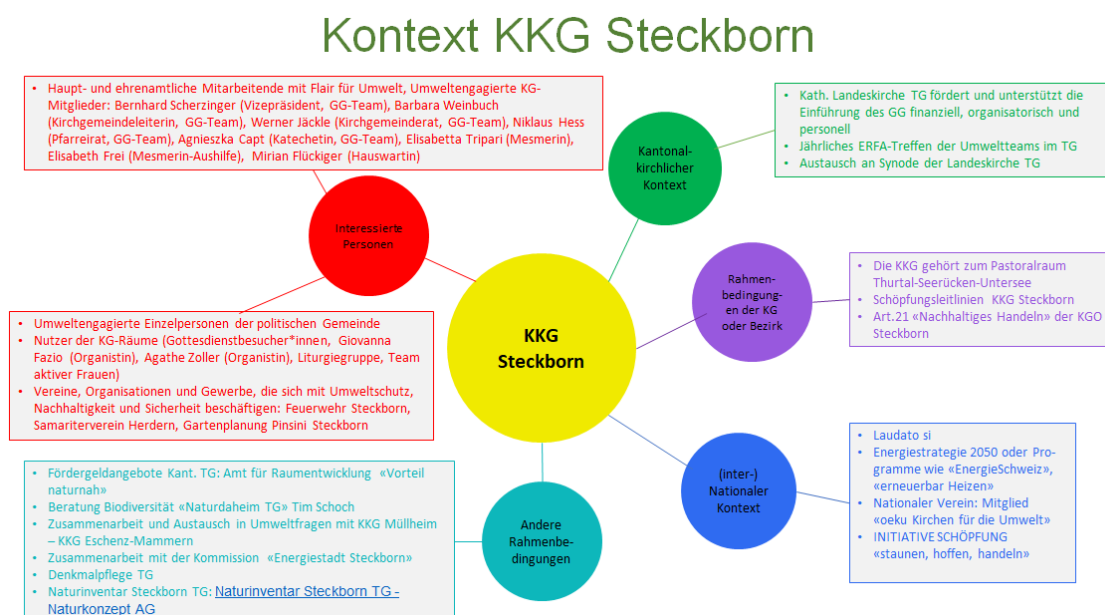 Kontext KKG Steckborn
• Haupt- und ehrenamtliche Mitarbeitende mit Flair für Umwelt, Umweltengagierte KG-
Mitglieder: Bernhard Scherzinger (Vizepräsident, GG-Team), Barbara Weinbuch
(Kirchgemeindeleiterin, GG-Team), Werner Jäckle (Kirchgemeinderat, GG-Team), Niklaus Hess
(Pfarreirat, GG-Team), Agnieszka Capt (Katechetin, GG-Team), Elisabetta Tripari (Mesmerin),
Elisabeth Frei (Mesmerin-Aushilfe), Mirian Flückiger (Hauswartin)
Interessierte
Personen
• Umweltengagierte Einzelpersonen der politischen Gemeinde
• Nutzer der KG-Räume (Gottesdienstbesucher*innen, Giovanna
Fazio (Organistin), Agathe Zoller (Organistin), Liturgiegruppe, Team
aktiver Frauen)
• Vereine, Organisationen und Gewerbe, die sich mit Umweltschutz,
Nachhaltigkeit und Sicherheit beschäftigen: Feuerwehr Steckborn,
Samariterverein Herdern, Gartenplanung Pinsini Steckborn
Kantonal-
kirchlicher
Kontext
• Kath. Landeskirche TG fördert und unterstützt die
Einführung des GG finanziell, organisatorisch und
personell
• Jährliches ERFA-Treffen der Umweltteams im TG
• Austausch an Synode der Landeskirche TG
KKG
Steckborn
Rahmen-
bedingung-
en der KG
oder Bezirk
• Die KKG gehört zum Pastoralraum
Thurtal-Seerücken-Untersee
• Schöpfungsleitlinien KKG Steckborn
• Art.21 «Nachhaltiges Handeln» der KGO
Steckborn
(inter-)
Nationaler
Kontext
• Laudato si
• Energiestrategie 2050 oder Pro-
gramme wie «EnergieSchweiz»,
«erneuerbar Heizen»
• Nationaler Verein: Mitglied
«oeku Kirchen für die Umwelt»
• INITIATIVE SCHÖPFUNG
«staunen, hoffen, handeln»
Andere
Rahmenbe-
dingungen
• Fördergeldangebote Kant. TG: Amt für Raumentwicklung «Vorteil
naturnah»
• Beratung Biodiversität «Naturdaheim TG» Tim Schoch
• Zusammenarbeit und Austausch in Umweltfragen mit KKG Müllheim
– KKG Eschenz-Mammern
• Zusammenarbeit mit der Kommission «Energiestadt Steckborn»
• Denkmalpflege TG
• Naturinventar Steckborn TG: Naturinventar Steckborn TG -
Naturkonzept AG